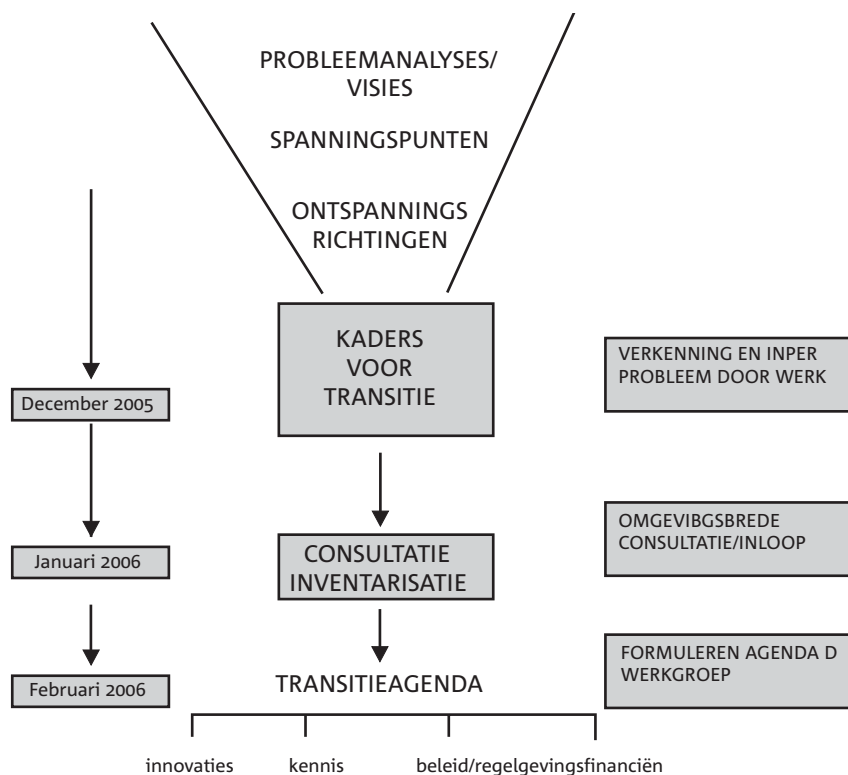 PROBLEEMANALYSES/
VISIES
SPANNINGSPUNTEN
ONTSPANNINGS
RICHTINGEN
KADERS
VOOR
TRANSITIE
VERKENNING EN INPER
PROBLEEM DOOR WERK
December 2005
OMGEVIBGSBREDE
CONSULTATIE/INLOOP
CONSULTATIE
INVENTARISATIE
Januari 2006
FORMULEREN AGENDA D
WERKGROEP
TRANSITIEAGENDA
Februari 2006
innovaties kennis beleid/regelgevingsfinanciën